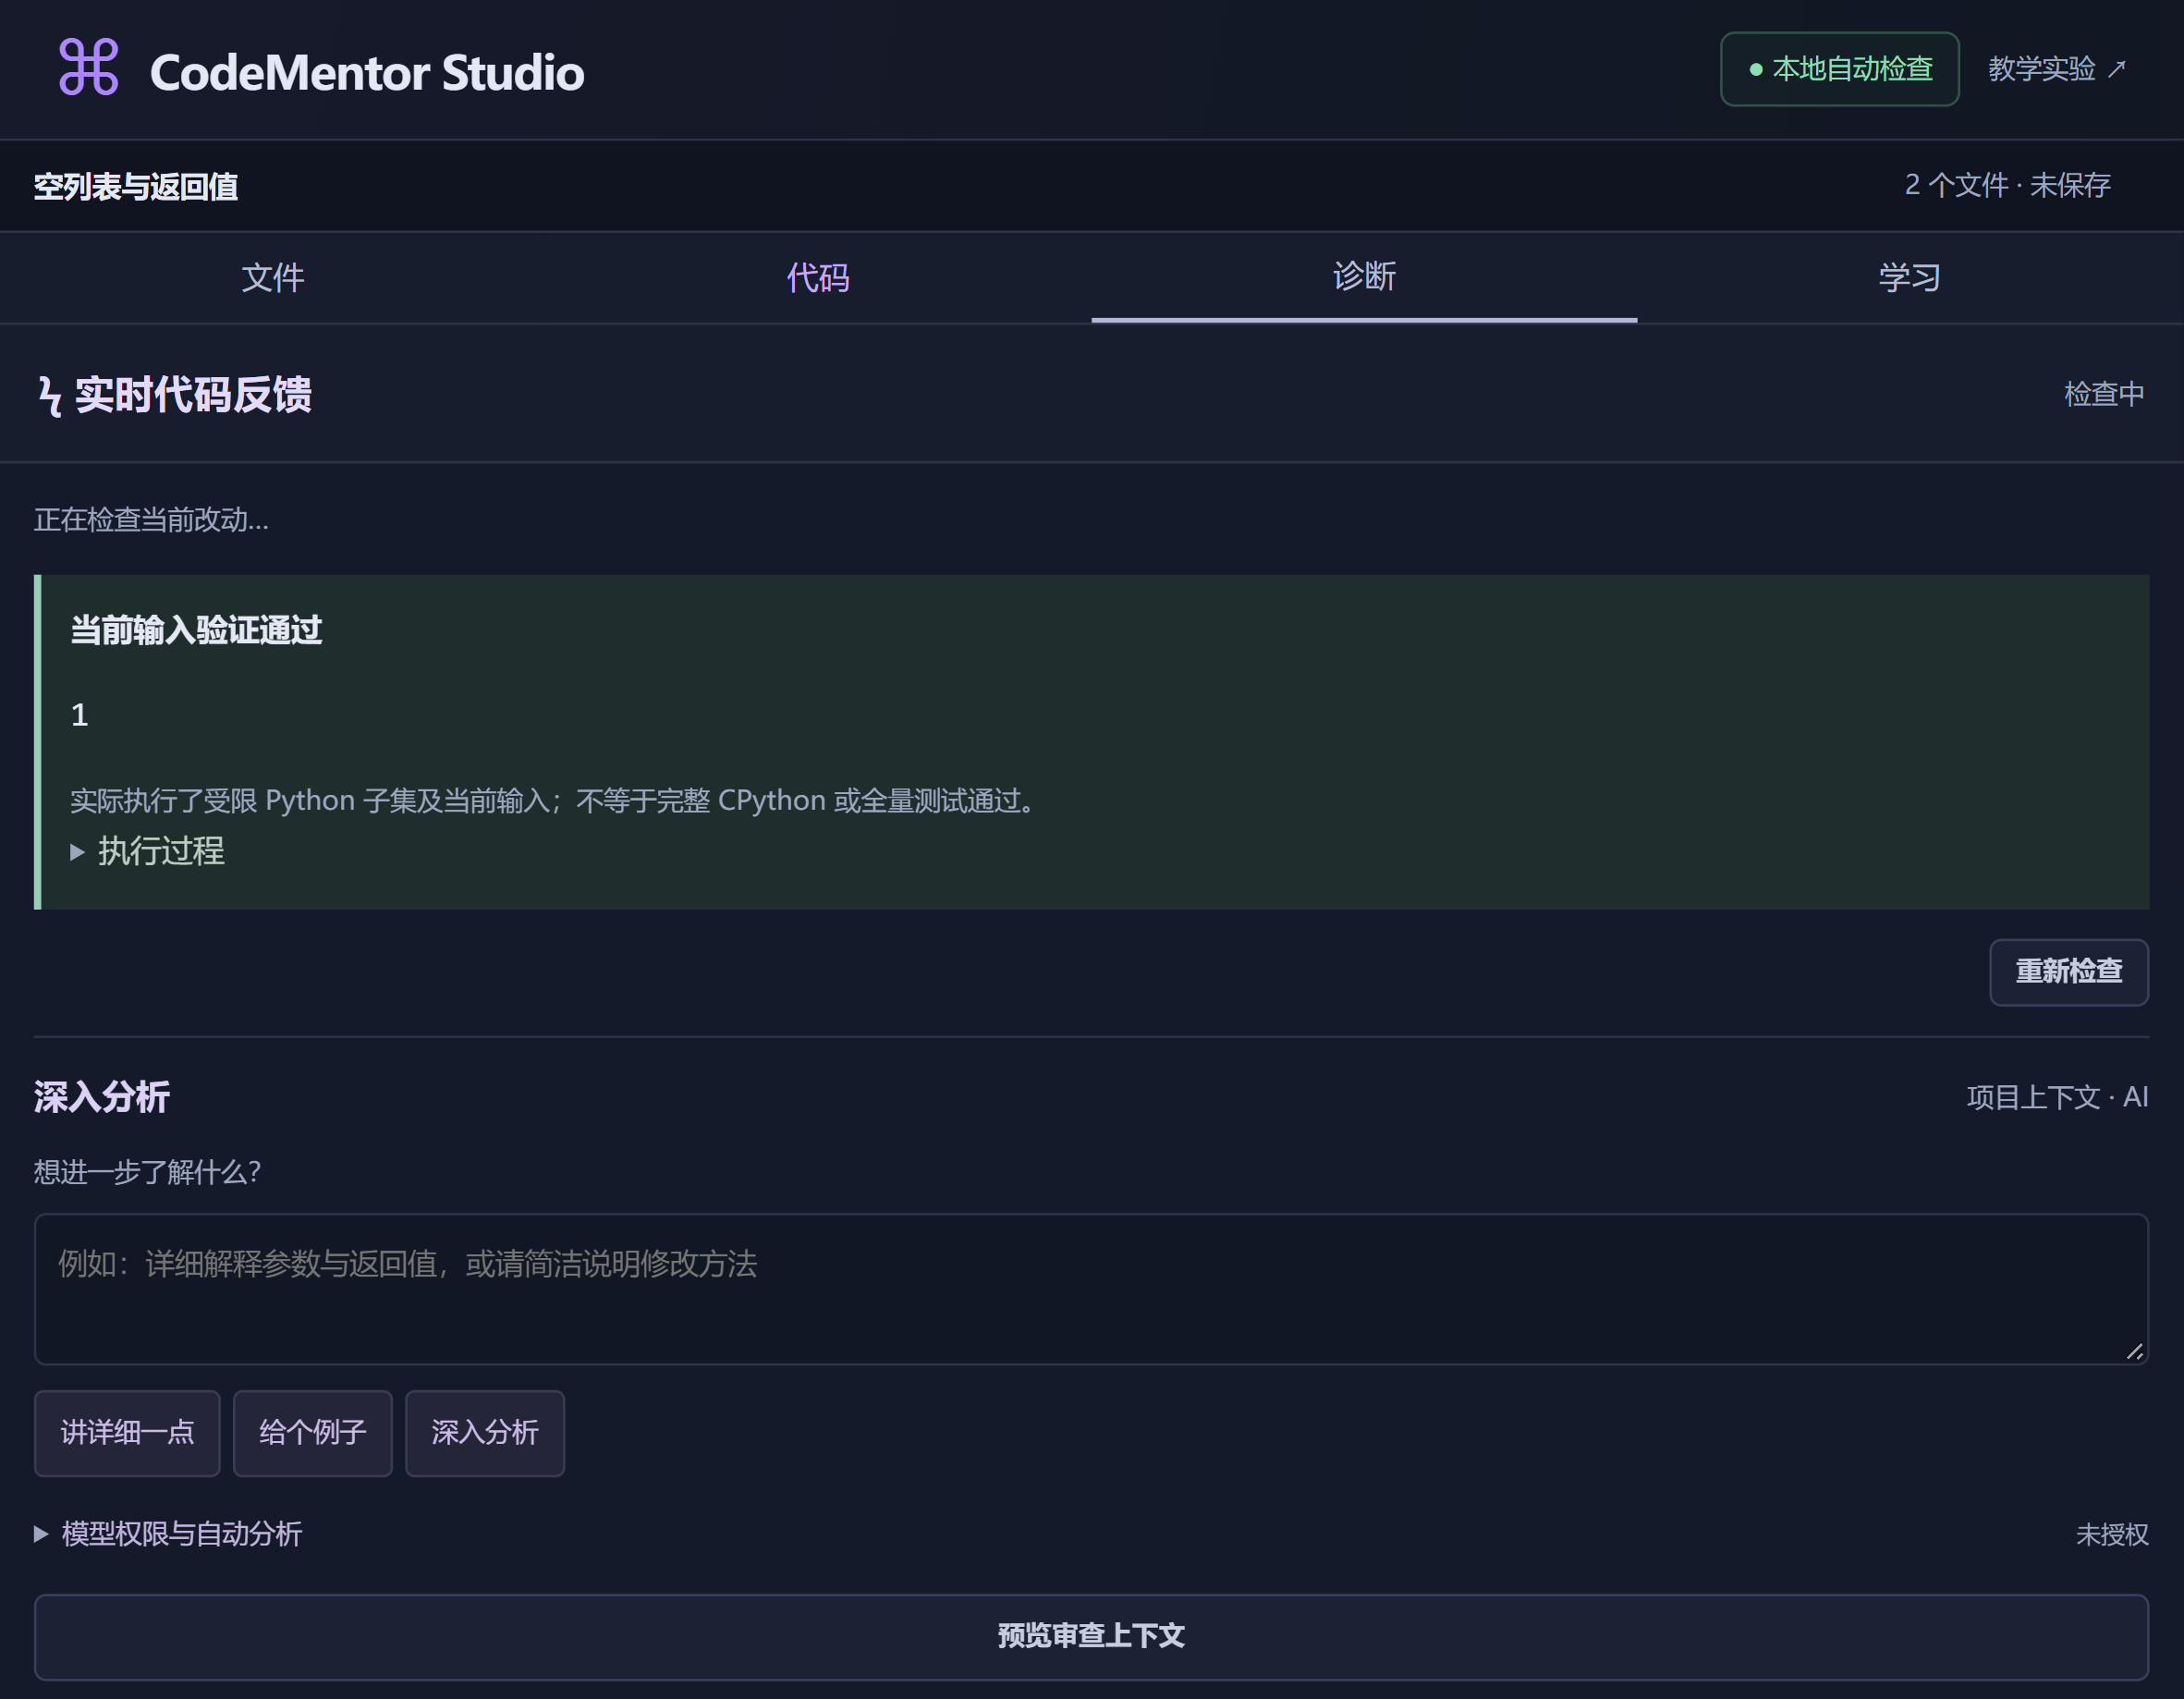 ⌘ CodeMentor Studio
● 本地自动检查
教学实验 ↗
空列表与返回值
2 个文件 · 未保存
文件
代码
诊断
学习
实时代码反馈
检查中
正在检查当前改动...
当前输入验证通过
1
实际执行了受限 Python 子集及当前输入；不等于完整 CPython 或全量测试通过。
▶ 执行过程
重新检查
深入分析
项目上下文 · AI
想进一步了解什么？
例如：详细解释参数与返回值，或请简洁说明修改方法
讲详细一点
给个例子
深入分析
▶ 模型权限与自动分析
未授权
预览审查上下文